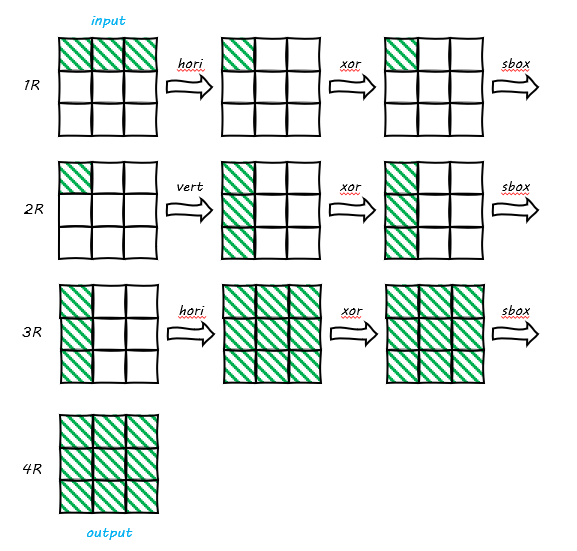 input
1R hori xor sbox
2R vert xor sbox
3R hori xor sbox
4R
output